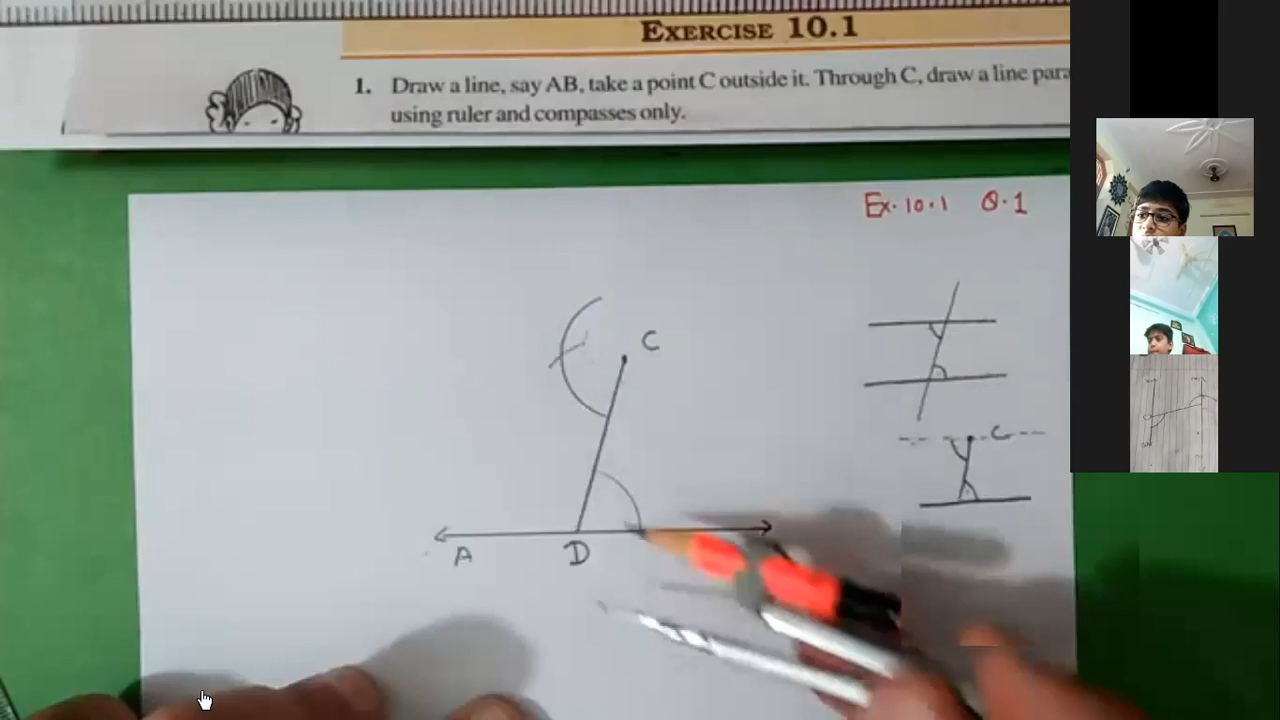 EXERCISE 10.1
1. Draw a line, say AB, take a point C outside it. Through C, draw a line
using ruler and compasses only.
Ex. 10.1 Q.1
C
A
D
C